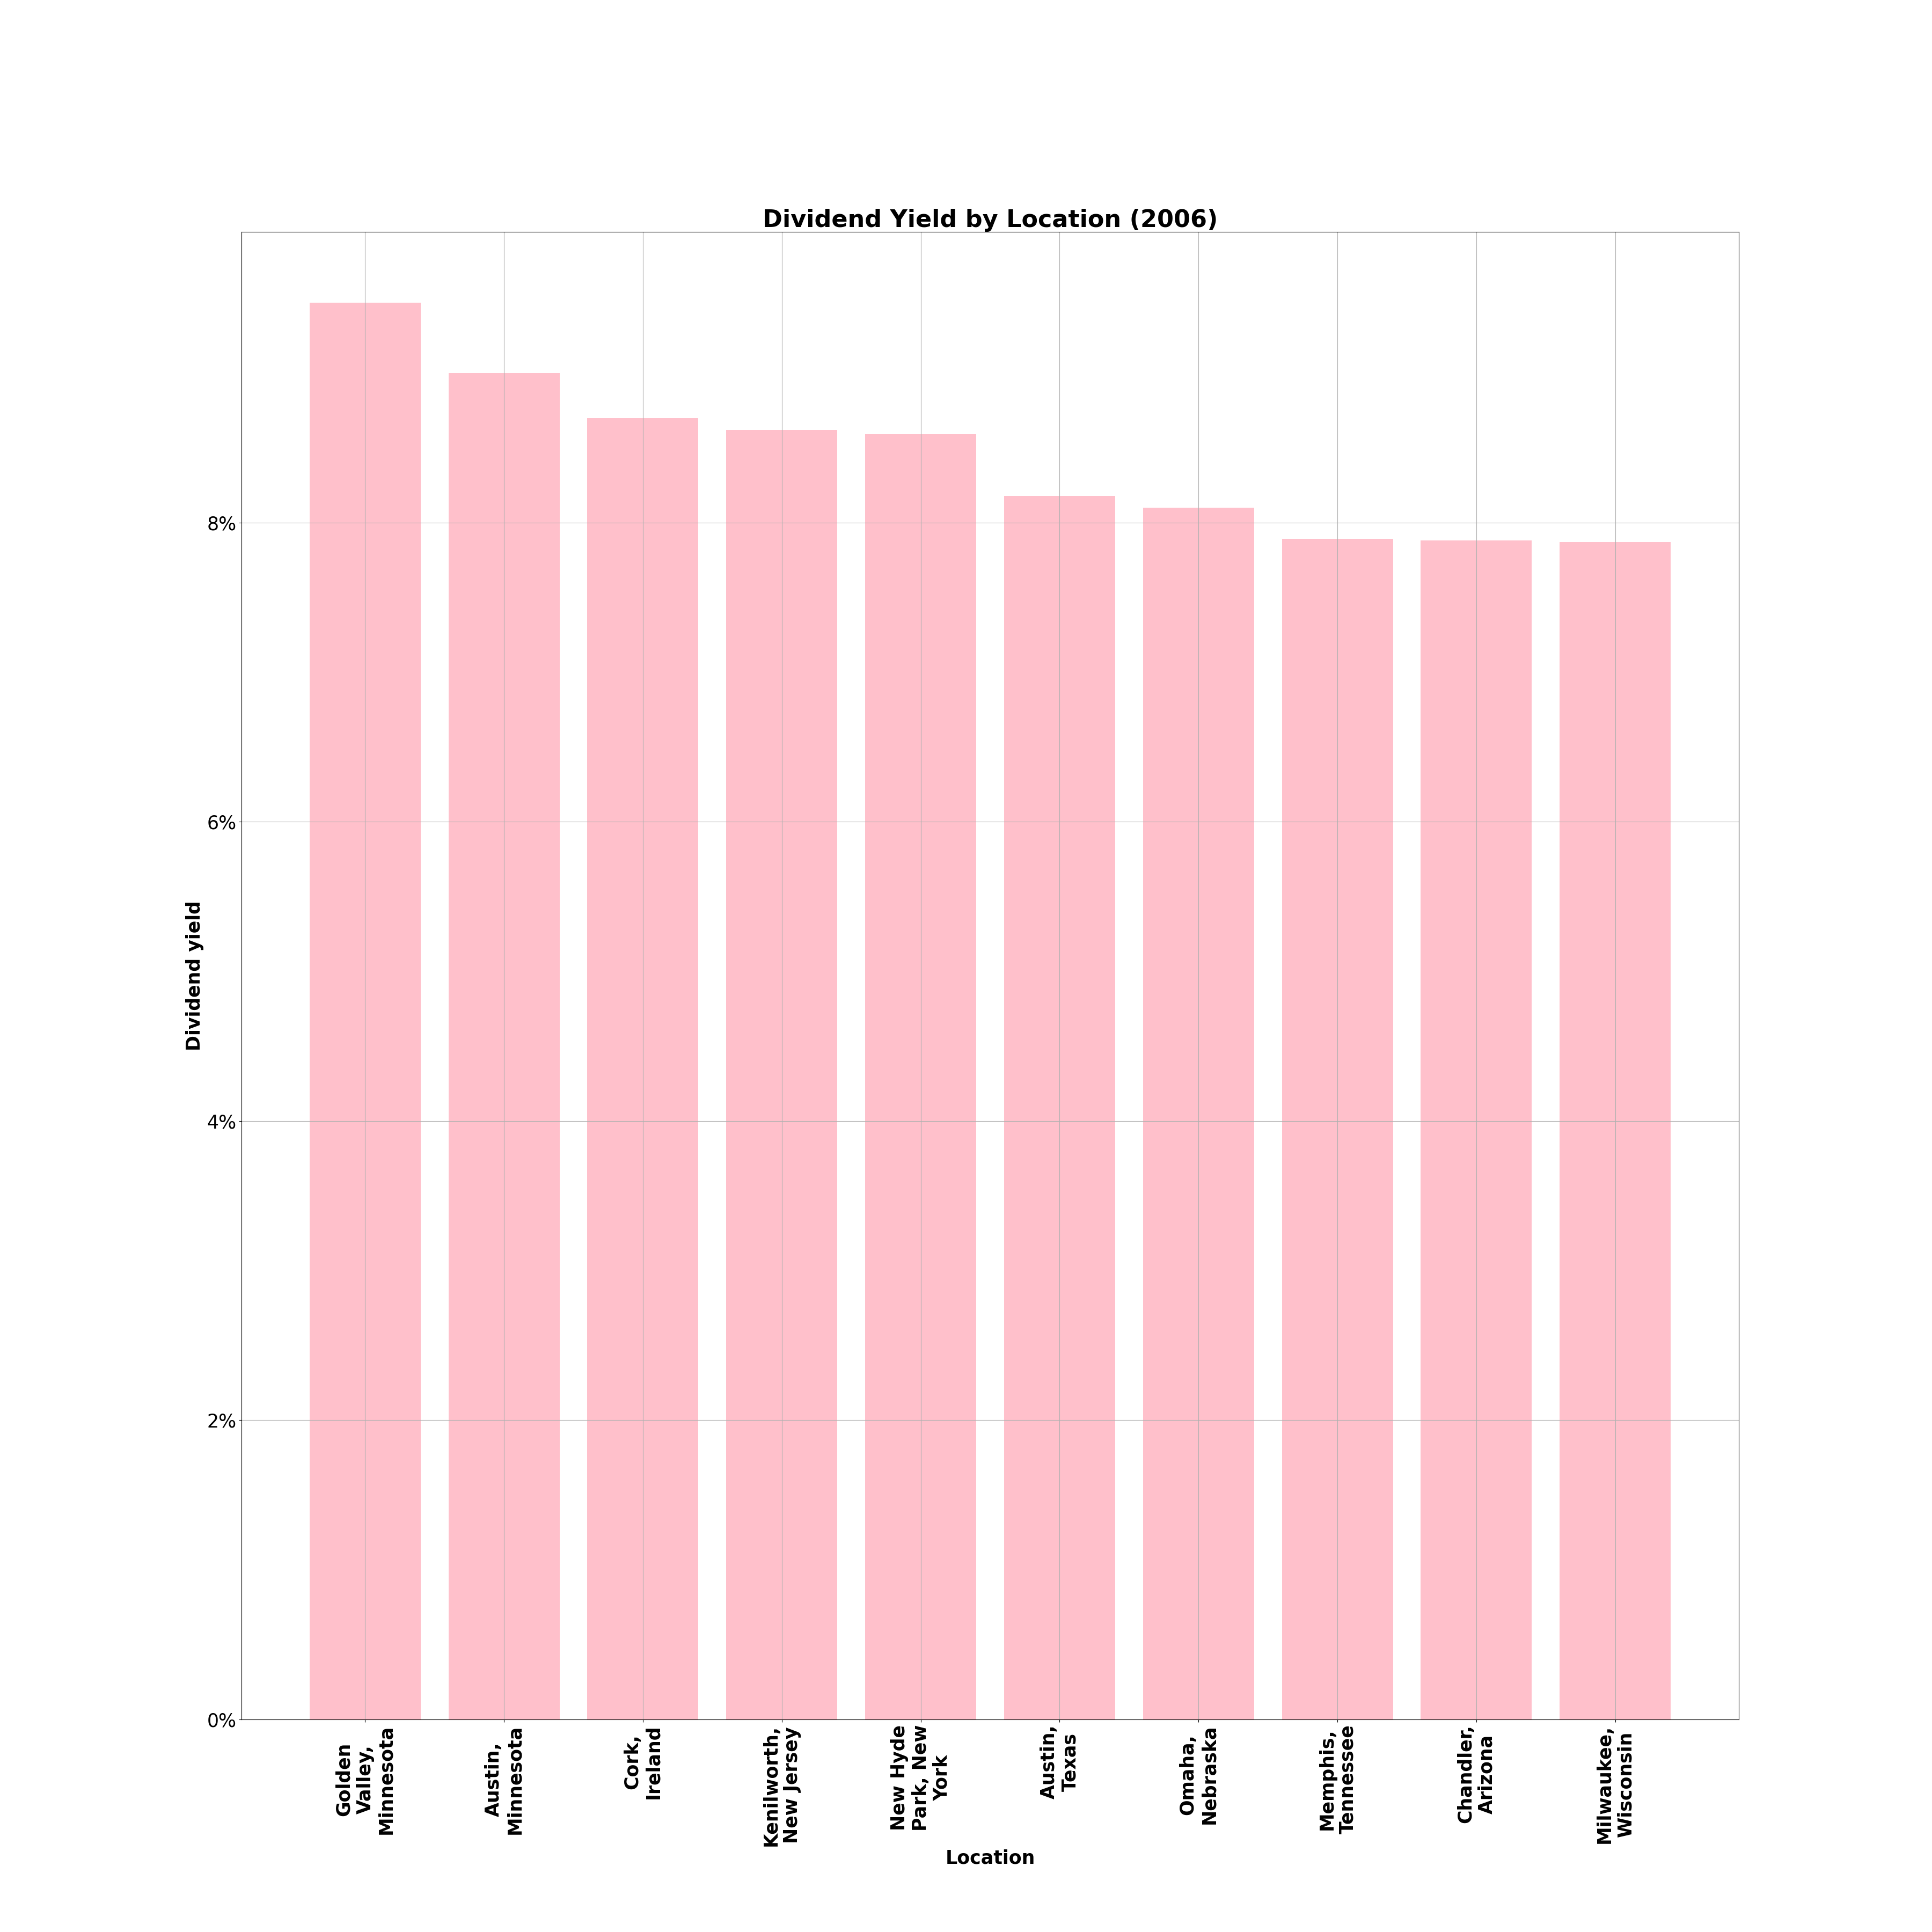 Dividend Yield by Location (2006)
8%
6%
4%
2%
0%
Dividend yield
Golden
Valley,
Minnesota
Austin,
Minnesota
Cork,
Ireland
Kenilworth,
New Jersey
New Hyde
Park, New
York
Austin,
Texas
Omaha,
Nebraska
Memphis,
Tennessee
Chandler,
Arizona
Milwaukee,
Wisconsin
Location